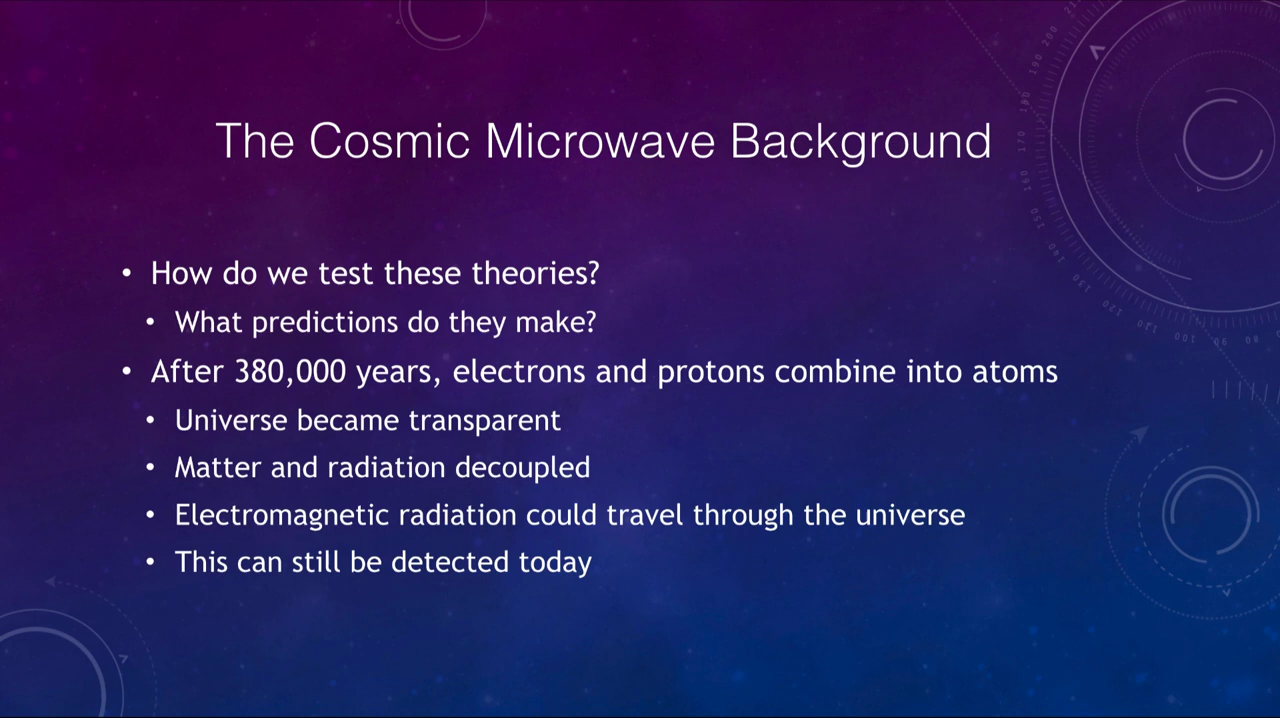 The Cosmic Microwave Background
• How do we test these theories?
• What predictions do they make?
• After 380,000 years, electrons and protons combine into atoms
• Universe became transparent
• Matter and radiation decoupled
• Electromagnetic radiation could travel through the universe
• This can still be detected today